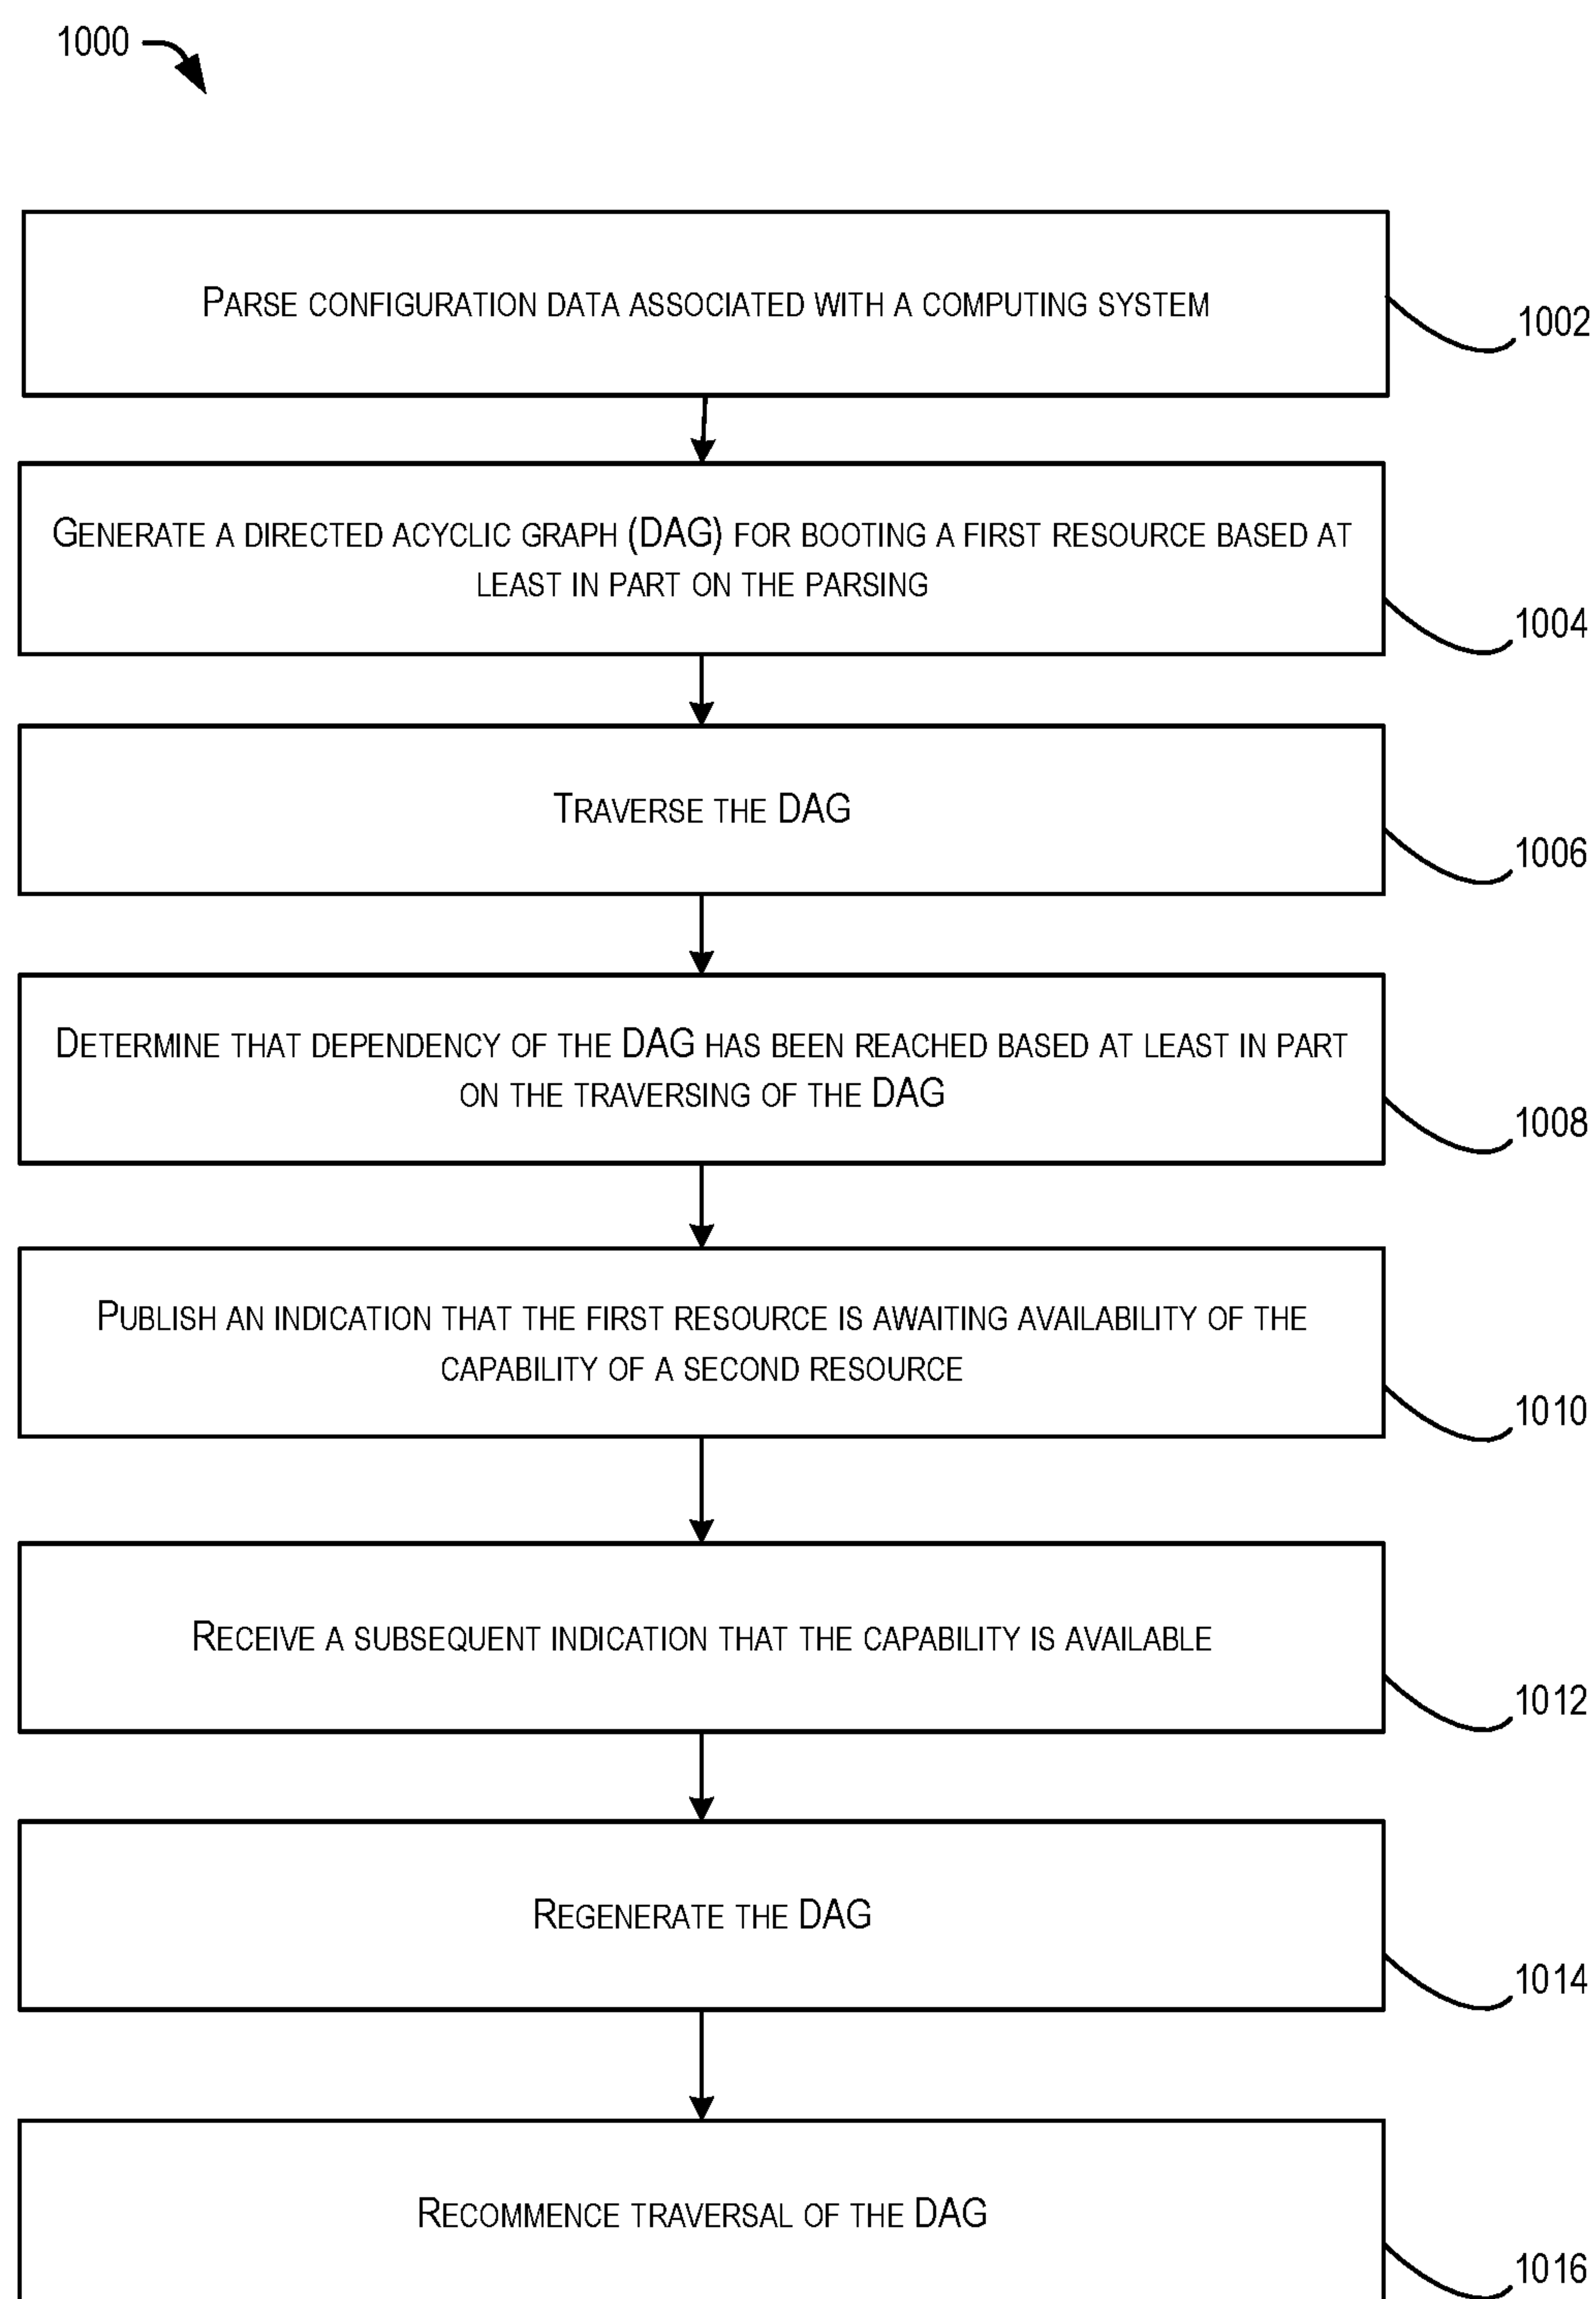 1000
PARSE CONFIGURATION DATA ASSOCIATED WITH A COMPUTING SYSTEM
1002
GENERATE A DIRECTED ACYCLIC GRAPH (DAG) FOR BOOTING A FIRST RESOURCE BASED AT
LEAST IN PART ON THE PARSING
1004
TRAVERSE THE DAG
1006
DETERMINE THAT DEPENDENCY OF THE DAG HAS BEEN REACHED BASED AT LEAST IN PART
ON THE TRAVERSING OF THE DAG
1008
PUBLISH AN INDICATION THAT THE FIRST RESOURCE IS AWAITING AVAILABILITY OF THE
CAPABILITY OF A SECOND RESOURCE
1010
RECEIVE A SUBSEQUENT INDICATION THAT THE CAPABILITY IS AVAILABLE
1012
REGENERATE THE DAG
1014
RECOMMENCE TRAVERSAL OF THE DAG
1016